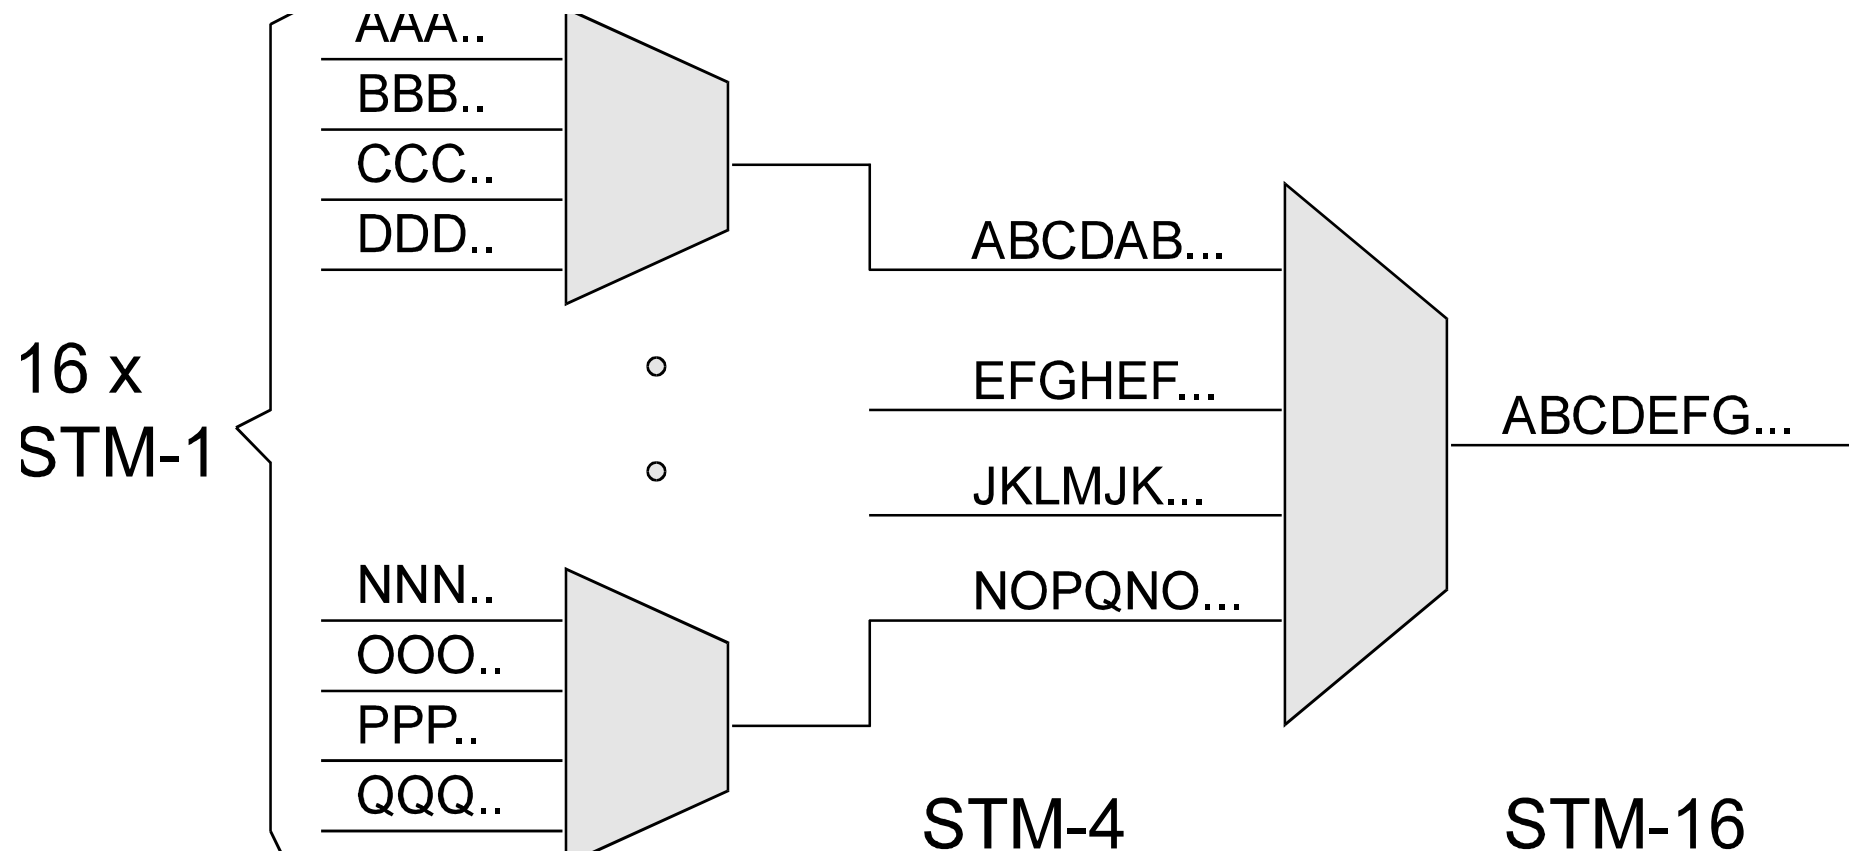 AAA..
BBB..
CCC..
DDD..
ABCDAB...
16 x
STM-1
EFGHEF...
ABCDEFG...
JKLMJK...
NNN..
NOPQNO...
OOO..
PPP..
QQQ..
STM-4
STM-16